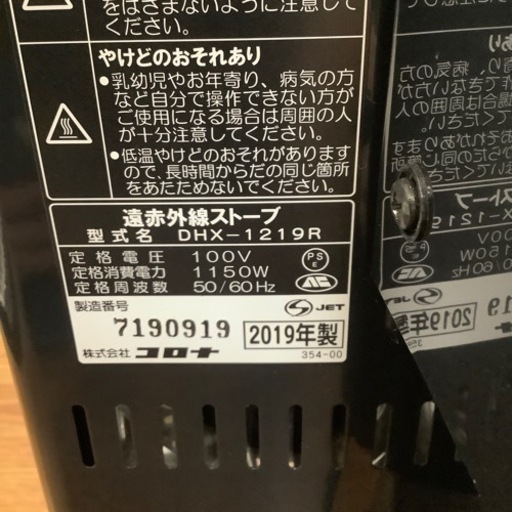 をはさまないように注意して
ください。
やけどのおそれあり
●乳幼児やお年寄り、病気の方
など自分で操作できない方が
ご使用になる場合は周囲の人
が十分注意してください。
●低温やけどのおそれがあります
ので、長時間からだの同じ箇所
をあたためないでください。
遠赤外線ストーブ
型式名 DHX-1219R
定格電圧 100V
定格消費電力 1150W
定格周波数 50/60Hz
PSE
JET
製造番号
7190919 2019年製
株式会社 コロナ 354-00